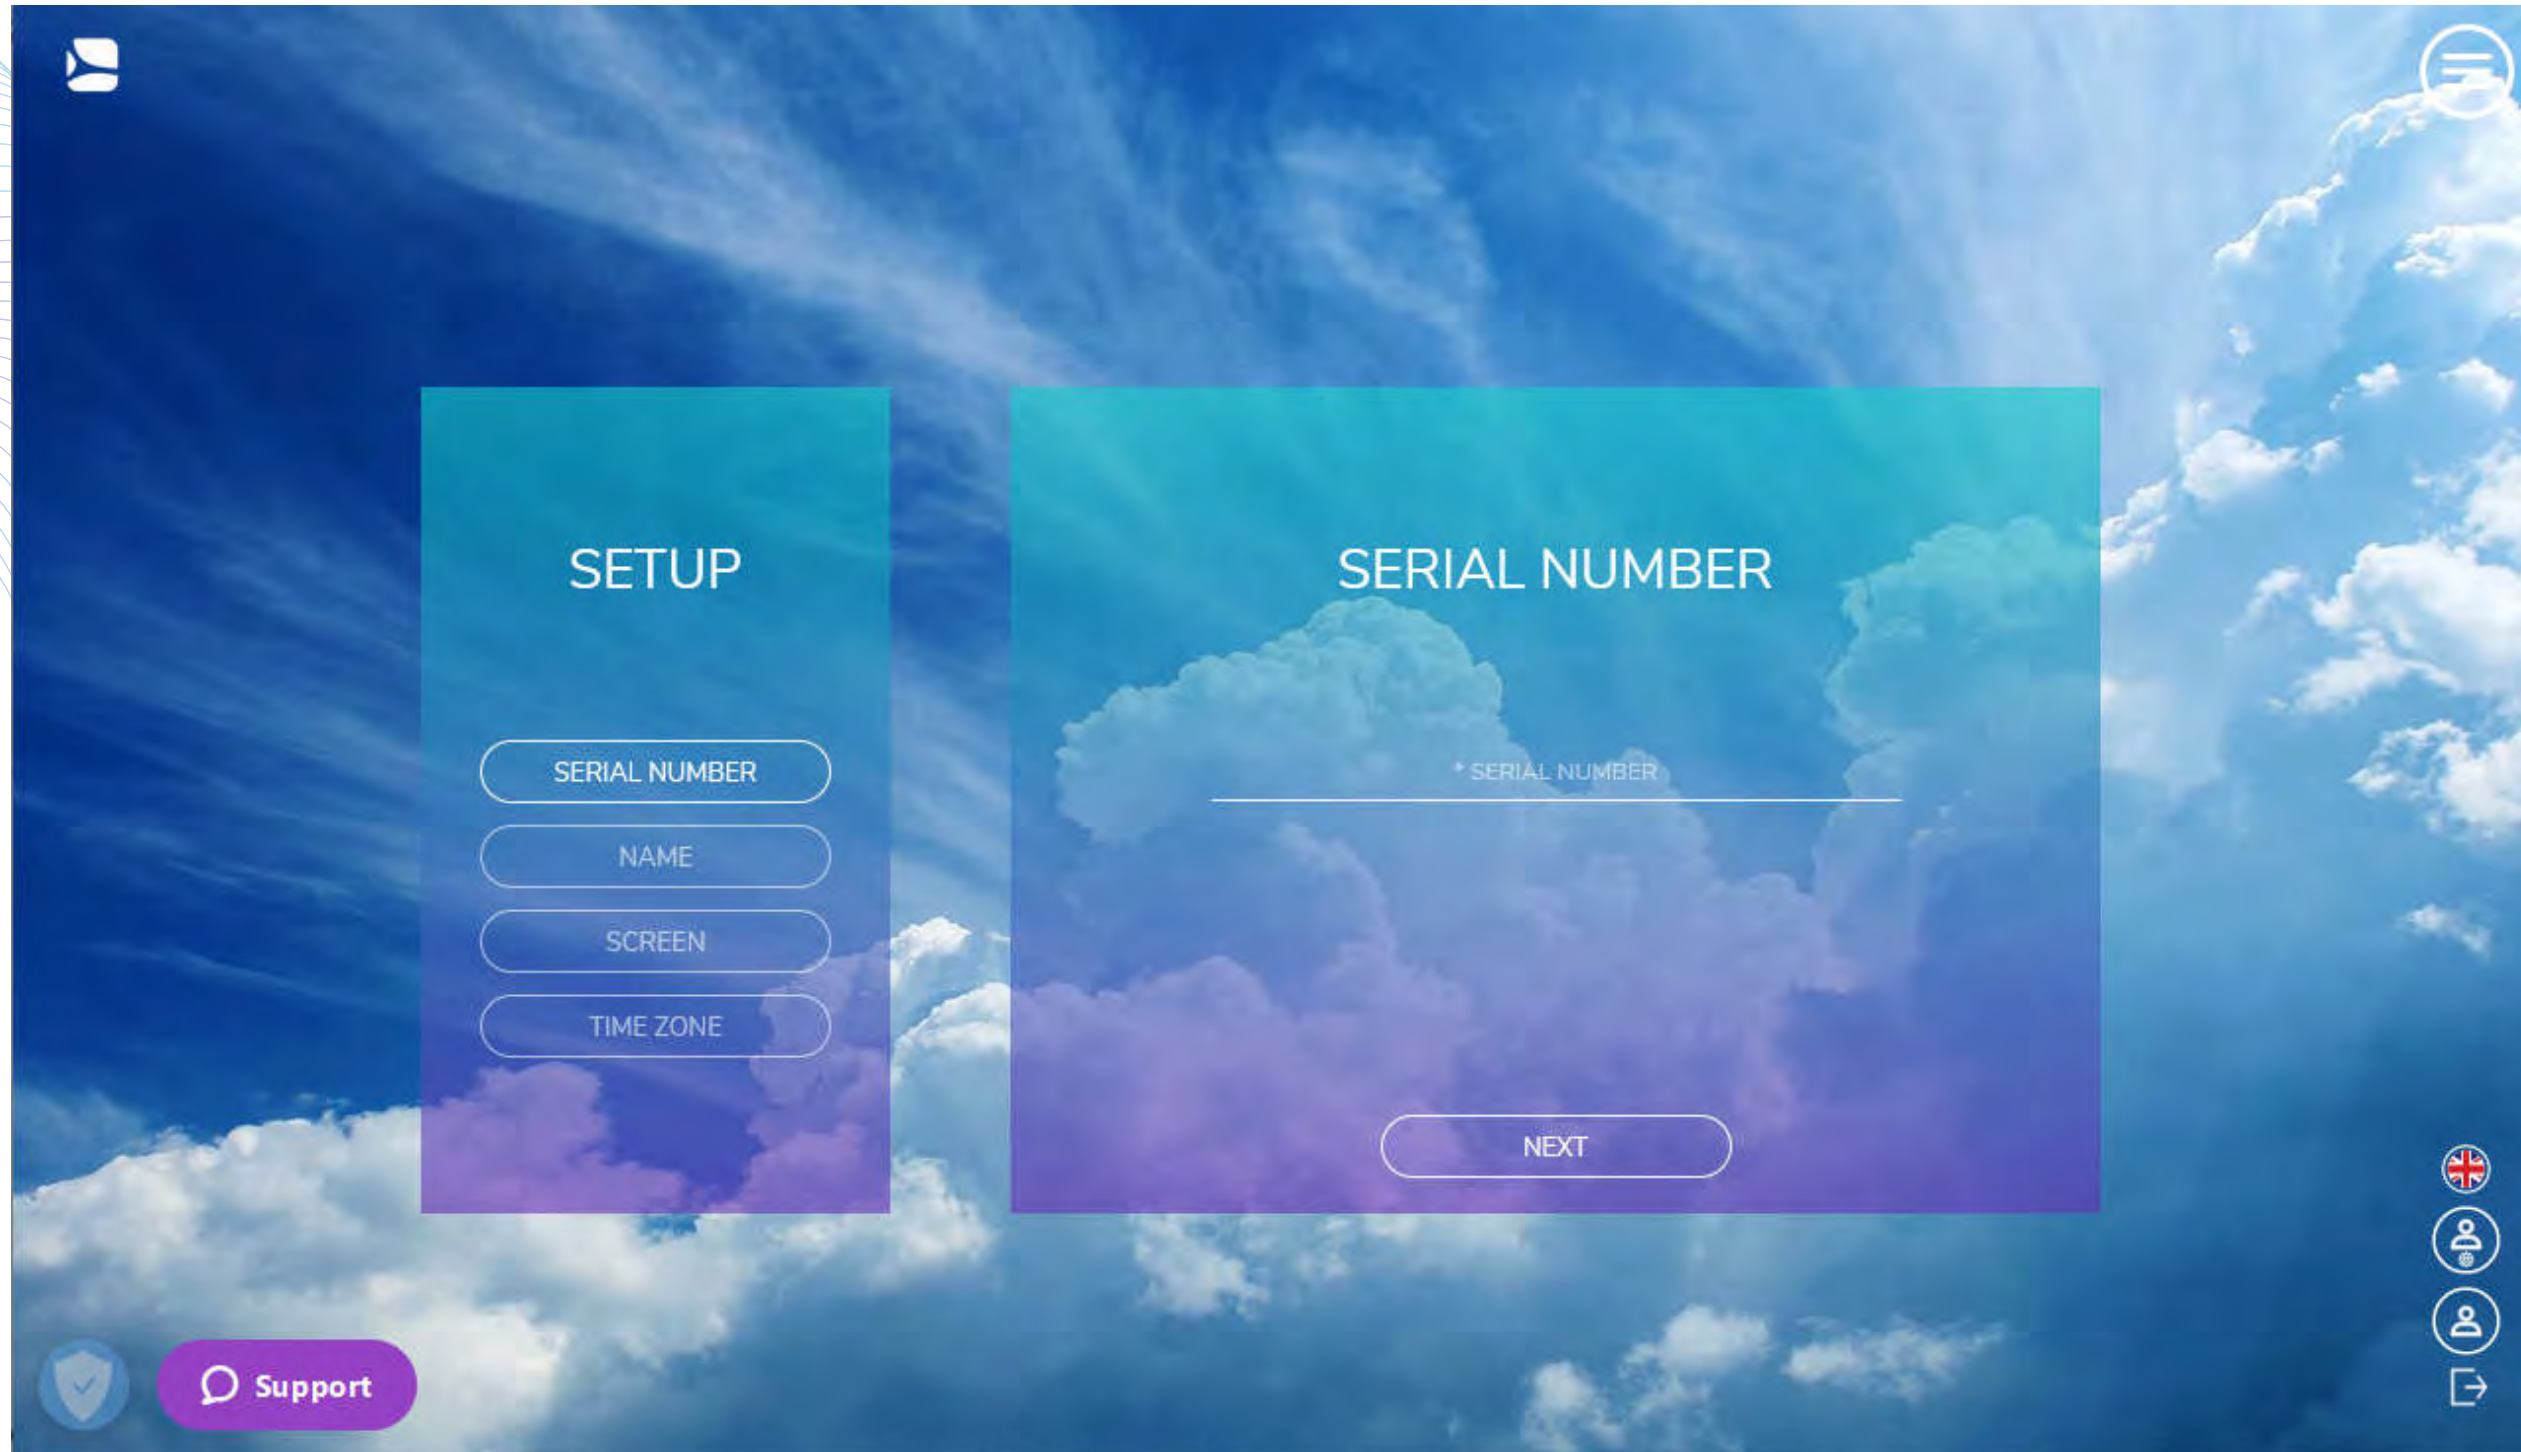 SETUP
SERIAL NUMBER
NAME
SCREEN
TIME ZONE
SERIAL NUMBER
* SERIAL NUMBER
NEXT
Support